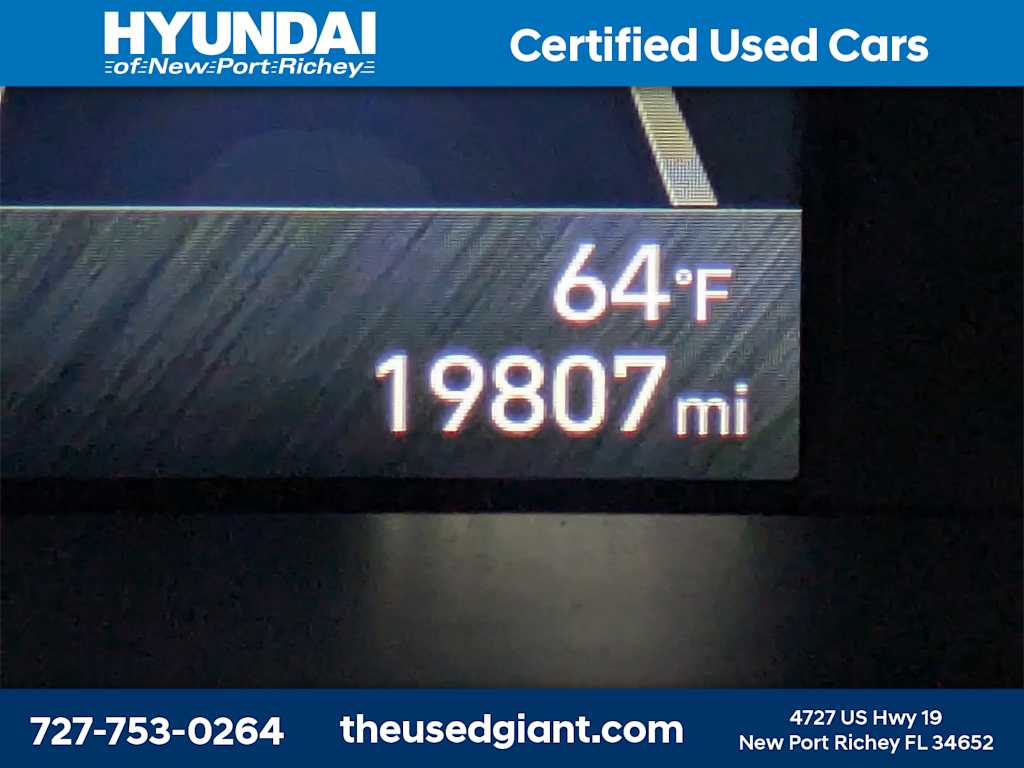 HYUNDAI
of New Port Richey
Certified Used Cars
64°F
19807 mi
727-753-0264
theusedgiant.com
4727 US Hwy 19
New Port Richey FL 34652